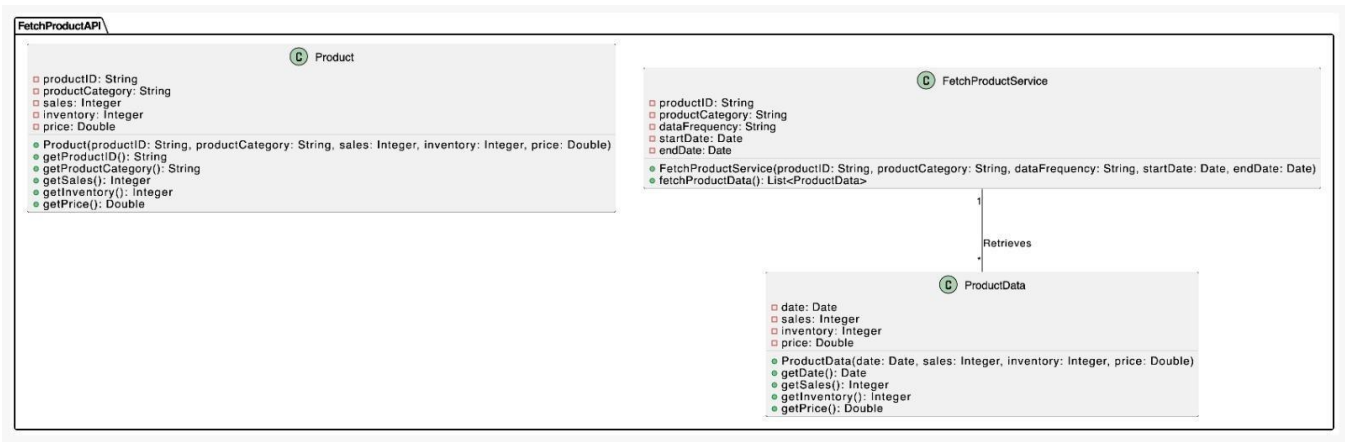 FetchProductAPI
C Product
productID: String
productCategory: String
sales: Integer
inventory: Integer
price: Double
Product(productID: String, productCategory: String, sales: Integer, inventory: Integer, price: Double)
getProductID(): String
getProductCategory(): String
getSales(): Integer
getInventory(): Integer
getPrice(): Double
C FetchProductService
productID: String
productCategory: String
dataFrequency: String
startDate: Date
endDate: Date
FetchProductService(productID: String, productCategory: String, dataFrequency: String, startDate: Date, endDate: Date)
fetchProductData(): List<ProductData>
1
Retrieves
*
C ProductData
date: Date
sales: Integer
inventory: Integer
price: Double
ProductData(date: Date, sales: Integer, inventory: Integer, price: Double)
getDate(): Date
getSales(): Integer
getInventory(): Integer
getPrice(): Double